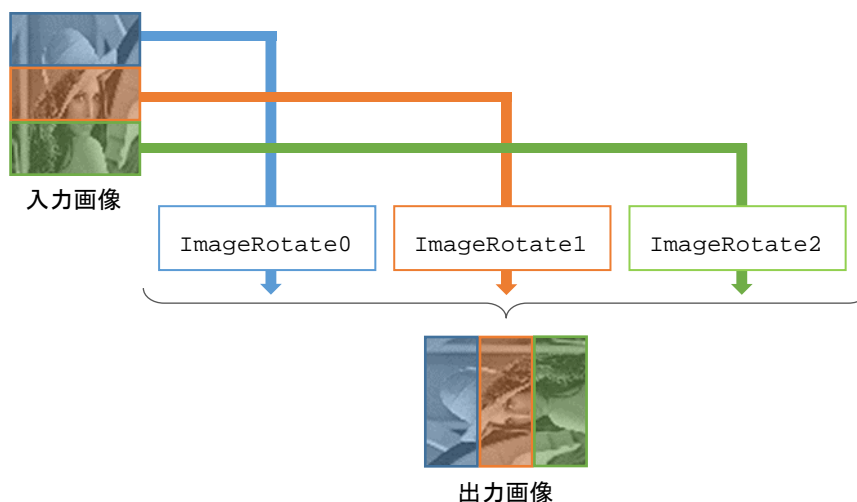 入力画像
ImageRotate0
ImageRotate1
ImageRotate2
出力画像